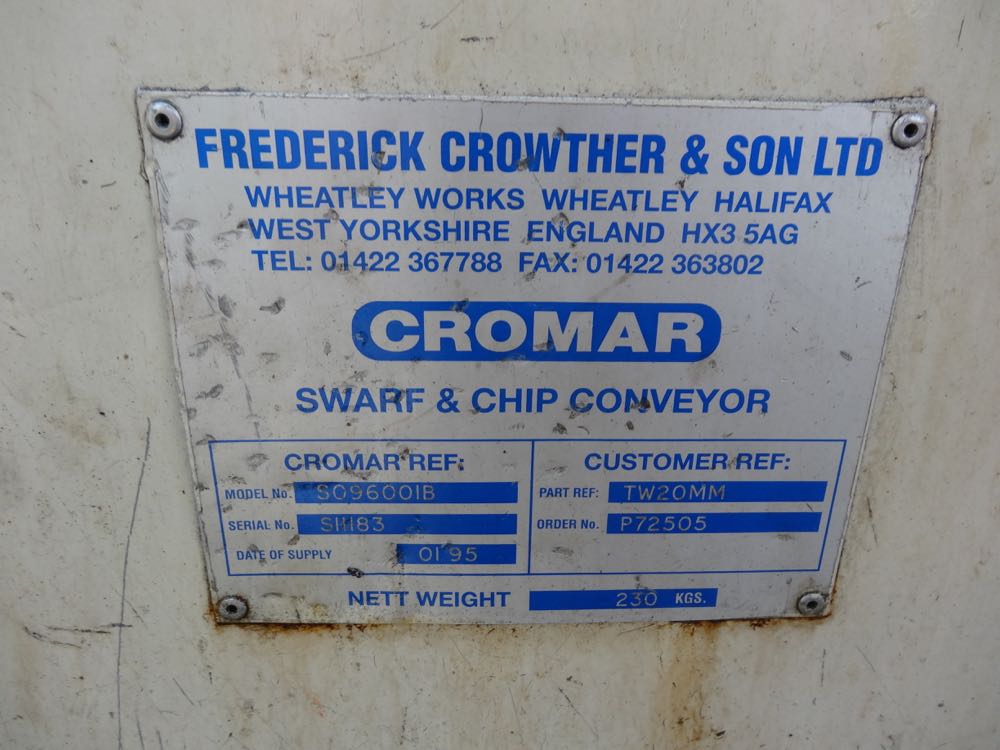 FREDERICK CROWTHER & SON LTD
WHEATLEY WORKS WHEATLEY HALIFAX
WEST YORKSHIRE ENGLAND HX3 5AG
TEL: 01422 367788 FAX: 01422 363802
CROMAR
SWARF & CHIP CONVEYOR
CROMAR REF:
MODEL No. S096001B
SERIAL No. S11183
DATE OF SUPPLY 01 95
CUSTOMER REF:
PART REF: TW20MM
ORDER No. P72505
NETT WEIGHT 230 KGS.